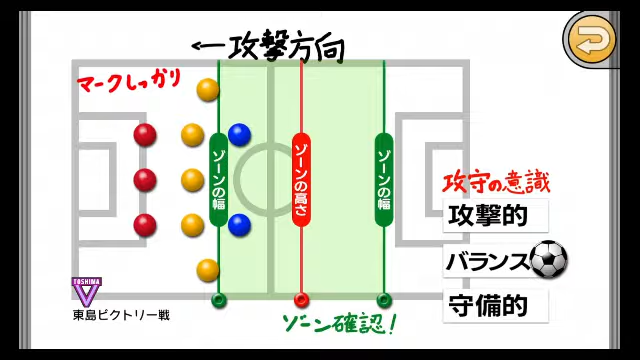 ←攻撃方向
マークしっかり
ゾーンの幅
ゾーンの高さ
ゾーンの幅
攻守の意識
攻撃的
バランス
守備的
TOSHIMA
東島ビクトリー戦
ゾーン確認!